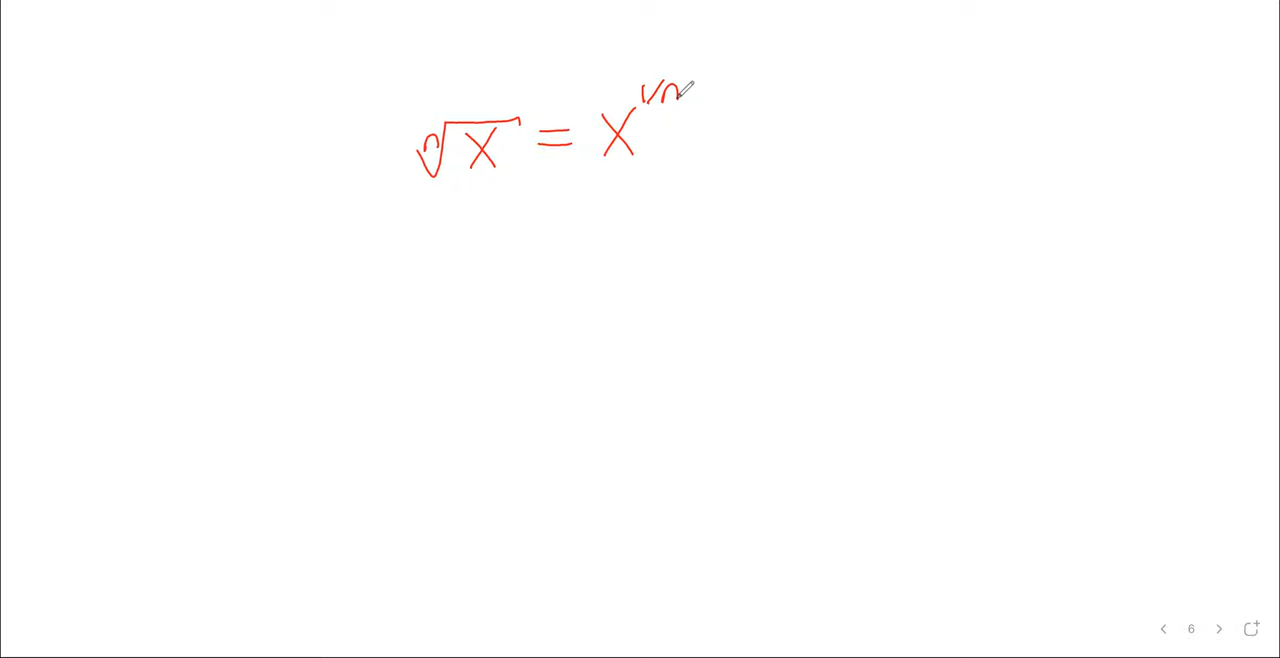 ⁿ√X = X^1/n
6